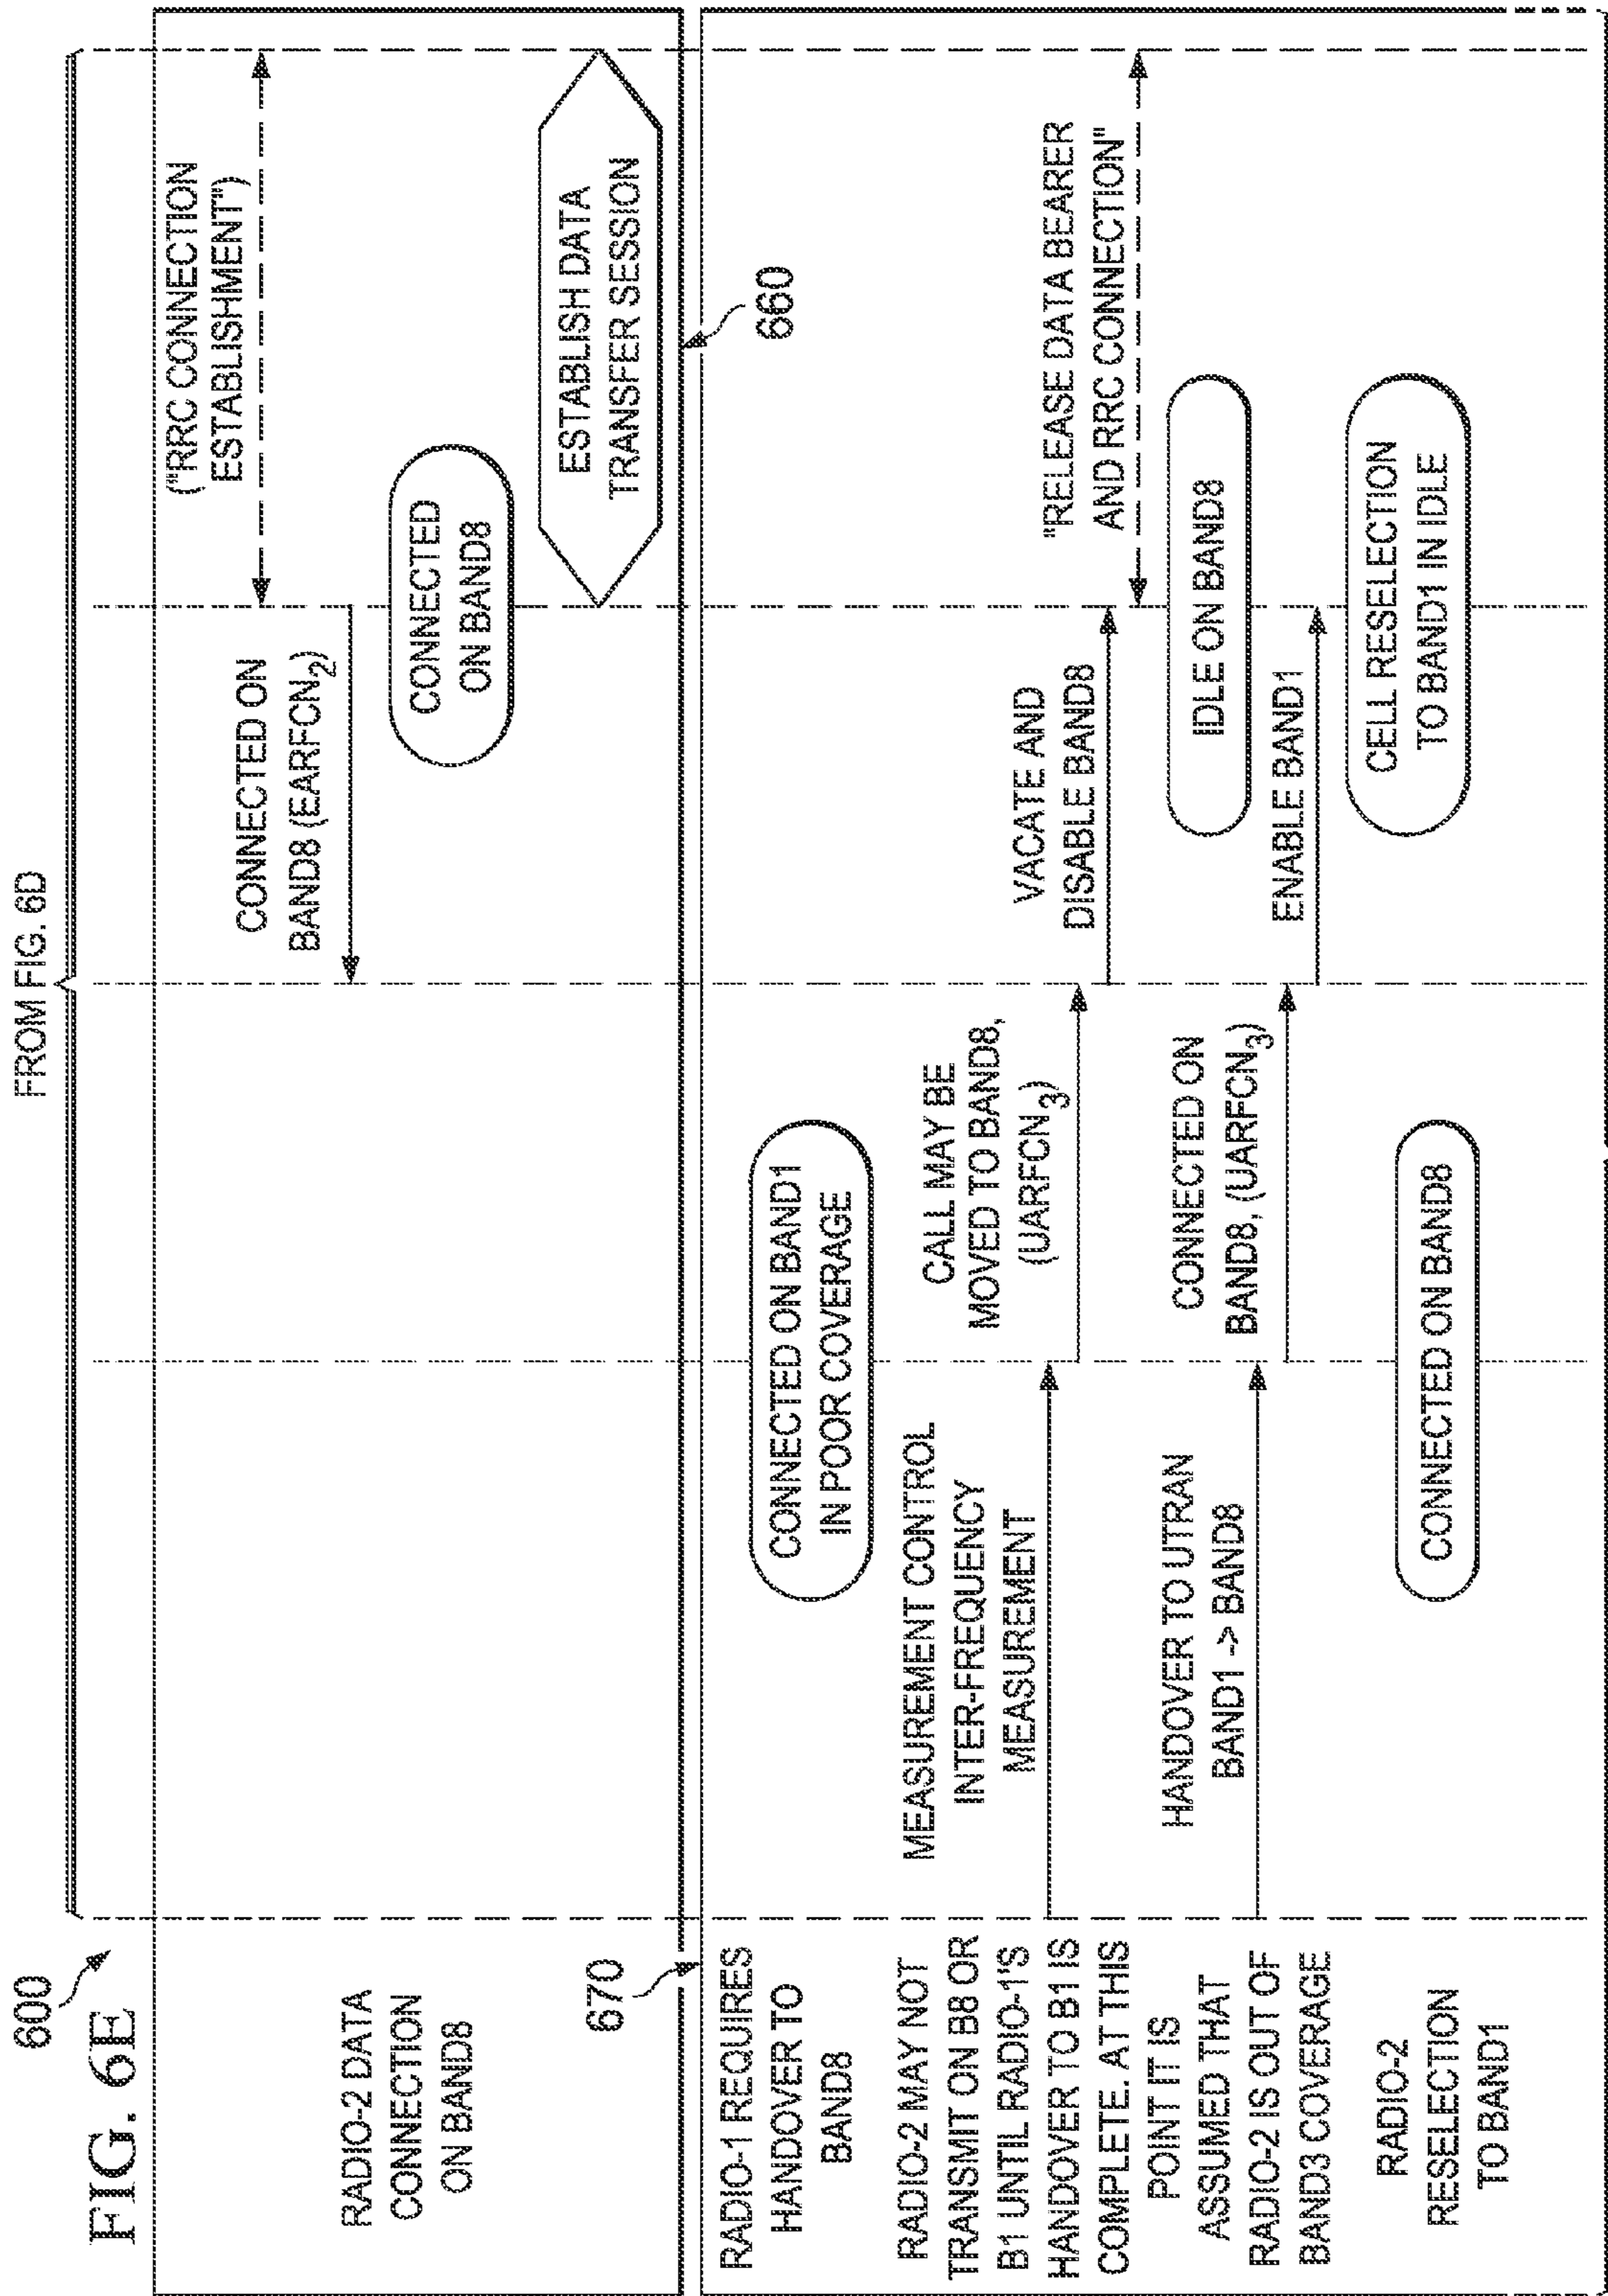 600
FIG. 6E
FROM FIG. 6D
RADIO-2 DATA
CONNECTION
ON BAND8
("RRC CONNECTION
ESTABLISHMENT")
CONNECTED ON
BAND8 (EARFCN2)
CONNECTED
ON BAND8
ESTABLISH DATA
TRANSFER SESSION
660
670
RADIO-1 REQUIRES
HANDOVER TO
BAND8
RADIO-2 MAY NOT
TRANSMIT ON B8 OR
B1 UNTIL RADIO-1'S
HANDOVER TO B1 IS
COMPLETE. AT THIS
POINT IT IS
ASSUMED THAT
RADIO-2 IS OUT OF
BAND3 COVERAGE
RADIO-2
RESELECTION
TO BAND1
CONNECTED ON BAND1
IN POOR COVERAGE
MEASUREMENT CONTROL
INTER-FREQUENCY
MEASUREMENT
CALL MAY BE
MOVED TO BAND8,
(UARFCN3)
VACATE AND
DISABLE BAND8
"RELEASE DATA BEARER
AND RRC CONNECTION"
IDLE ON BAND8
HANDOVER TO UTRAN
BAND1 -> BAND8
CONNECTED ON
BAND8, (UARFCN3)
ENABLE BAND1
CONNECTED ON BAND8
CELL RESELECTION
TO BAND1 IN IDLE